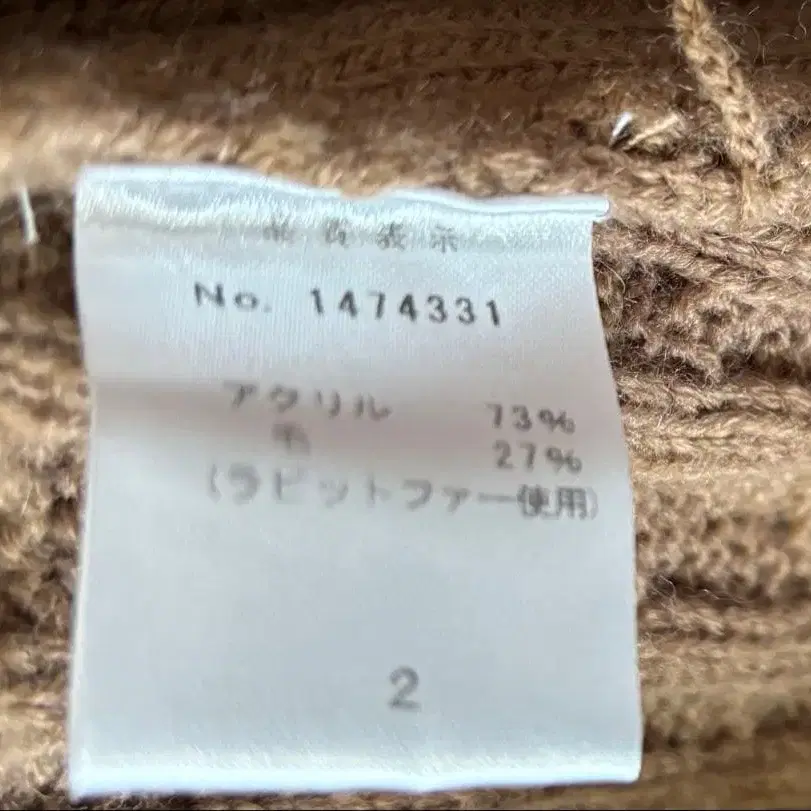 品質表示
No. 1474331
アクリル 73%
毛 27%
(ラビットファー使用)
2